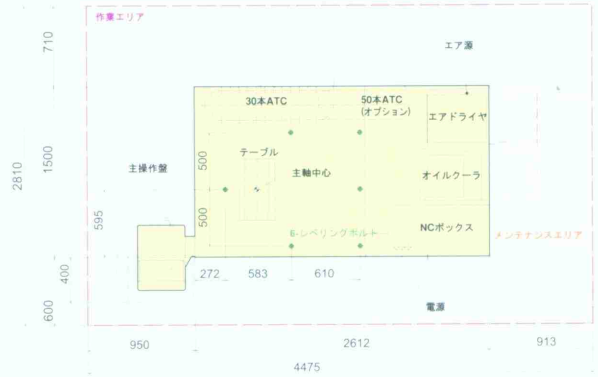 作業エリア
710
エア源
30本ATC
50本ATC
(オプション)
エアドライヤ
テーブル
500
1500
主操作盤
主軸中心
オイルクーラ
2810
595
500
6-レベリングボルト
NCボックス
メンテナンスエリア
400
272
583
610
600
電源
950
2612
913
4475